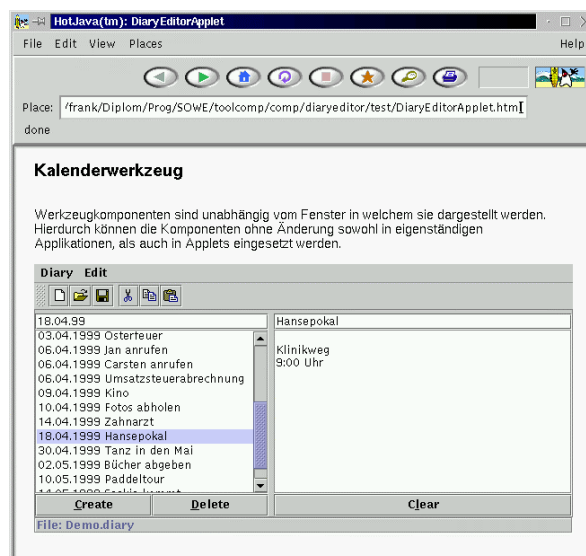 HotJava(tm): DiaryEditorApplet
File Edit View Places Help
Place: /frank/Diplom/Prog/SOWE/toolcomp/comp/diaryeditor/test/DiaryEditorApplet.html
done
Kalenderwerkzeug
Werkzeugkomponenten sind unabhängig vom Fenster in welchem sie dargestellt werden.
Hierdurch können die Komponenten ohne Änderung sowohl in eigenständigen
Applikationen, als auch in Applets eingesetzt werden.
Diary Edit
18.04.99
03.04.1999 Osterfeuer
06.04.1999 Jan anrufen
06.04.1999 Carsten anrufen
06.04.1999 Umsatzsteuerabrechnung
09.04.1999 Kino
10.04.1999 Fotos abholen
14.04.1999 Zahnarzt
18.04.1999 Hansepokal
30.04.1999 Tanz in den Mai
02.05.1999 Bücher abgeben
10.05.1999 Paddeltour
Create Delete
Hansepokal
Klinikweg
9:00 Uhr
Clear
File: Demo.diary